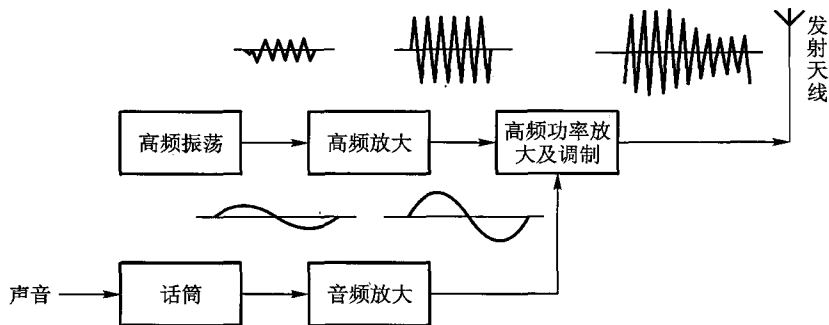 发射天线
高频振荡
高频放大
高频功率放
大及调制
声音
话筒
音频放大